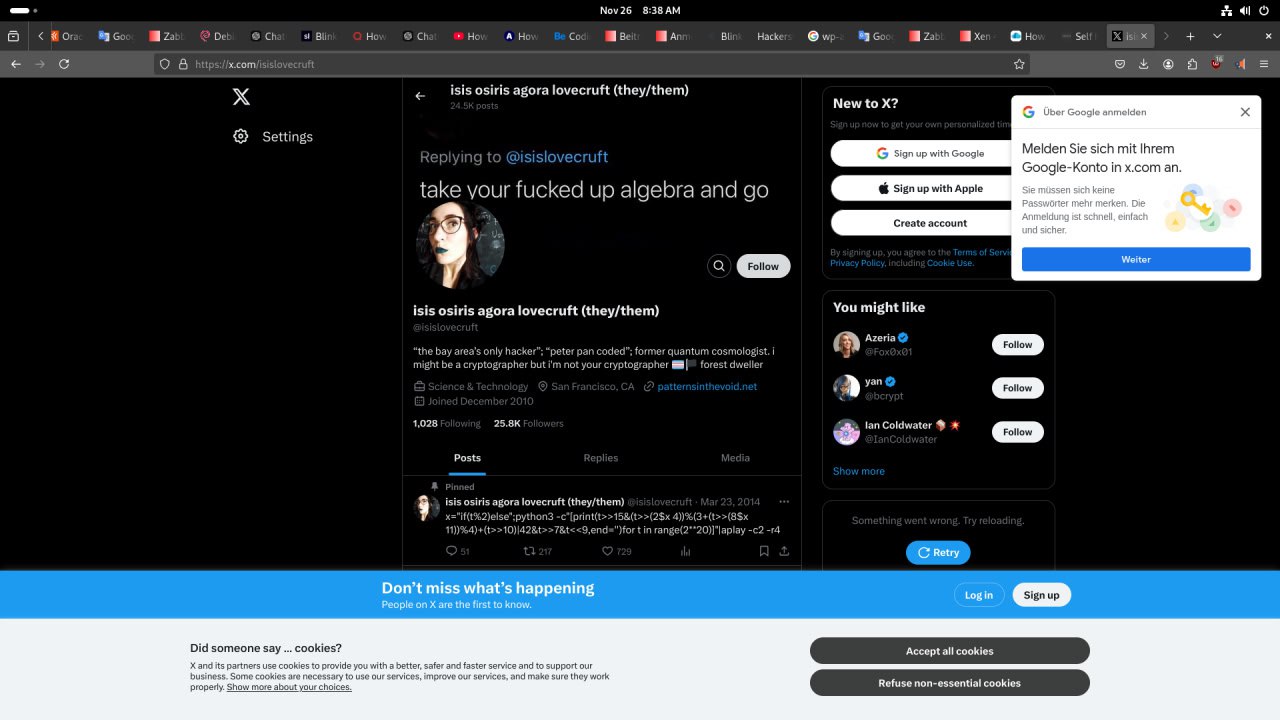 Nov 26 8:38 AM
Orac
Goog
Zabb
Debi
Chat
Blink
How
Chat
How
How
Codi
Beitr
Anm
Blink
Hackers
wp-a
Goog
Zabb
Xen
How
Self
isis
https://x.com/isislovecruft
16
isis osiris agora lovecruft (they/them)
24.5K posts
Settings
Replying to @isislovecruft
take your fucked up algebra and go
Follow
isis osiris agora lovecruft (they/them)
@isislovecruft
“the bay area’s only hacker”; “peter pan coded”; former quantum cosmologist. i
might be a cryptographer but i'm not your cryptographer 🏳️‍⚧️🏴 forest dweller
Science & Technology San Francisco, CA patternsinthevoid.net
Joined December 2010
1,028 Following 25.8K Followers
Posts Replies Media
Pinned
isis osiris agora lovecruft (they/them) @isislovecruft · Mar 23, 2014
x="if(t%2)else";python3 -c"[print(t>>15&(t>>(2$x 4))%(3+(t>>(8$x
11))%4)+(t>>10)|42&t>>7&t<<9,end='')for t in range(2**20)]"|aplay -c2 -r4
51 217 729
New to X?
Sign up now to get your own personalized tim
Sign up with Google
Sign up with Apple
Create account
By signing up, you agree to the Terms of Servi
Privacy Policy, including Cookie Use.
Über Google anmelden
Melden Sie sich mit Ihrem
Google-Konto in x.com an.
Sie müssen sich keine
Passwörter mehr merken. Die
Anmeldung ist schnell, einfach
und sicher.
Weiter
You might like
Azeria
@Fox0x01
Follow
yan
@bcrypt
Follow
Ian Coldwater 📦💥
@IanColdwater
Follow
Show more
Something went wrong. Try reloading.
Retry
Don’t miss what’s happening
People on X are the first to know.
Log in
Sign up
Did someone say … cookies?
X and its partners use cookies to provide you with a better, safer and faster service and to support our
business. Some cookies are necessary to use our services, improve our services, and make sure they work
properly. Show more about your choices.
Accept all cookies
Refuse non-essential cookies